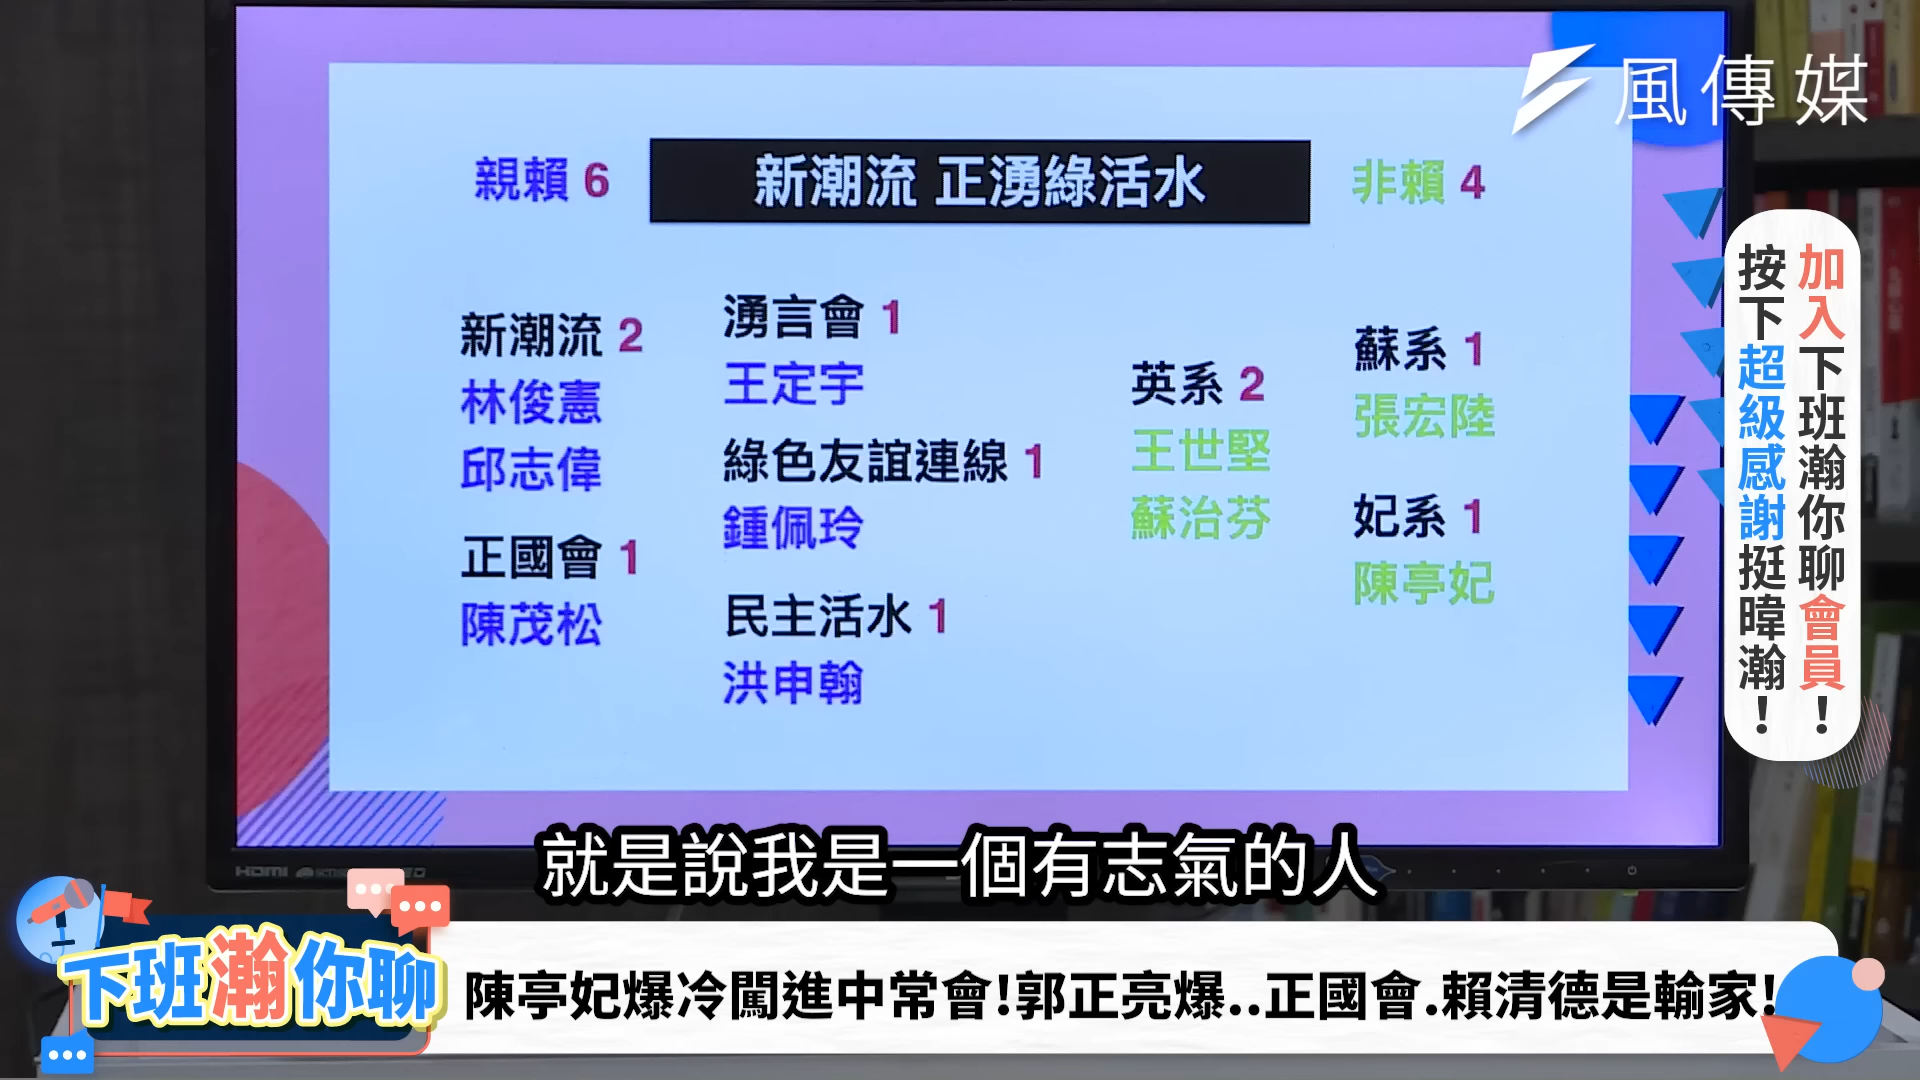 風傳媒
親賴 6
新潮流 正湧綠活水
非賴 4
新潮流 2
林俊憲
邱志偉
正國會 1
陳茂松
湧言會 1
王定宇
綠色友誼連線 1
鍾佩玲
民主活水 1
洪申翰
英系 2
王世堅
蘇治芬
蘇系 1
張宏陸
妃系 1
陳亭妃
加入下班瀚你聊會員！
按下超級感謝挺暐瀚！
就是說我是一個有志氣的人
HDMI
下班瀚你聊
陳亭妃爆冷闖進中常會!郭正亮爆..正國會.賴清德是輸家!